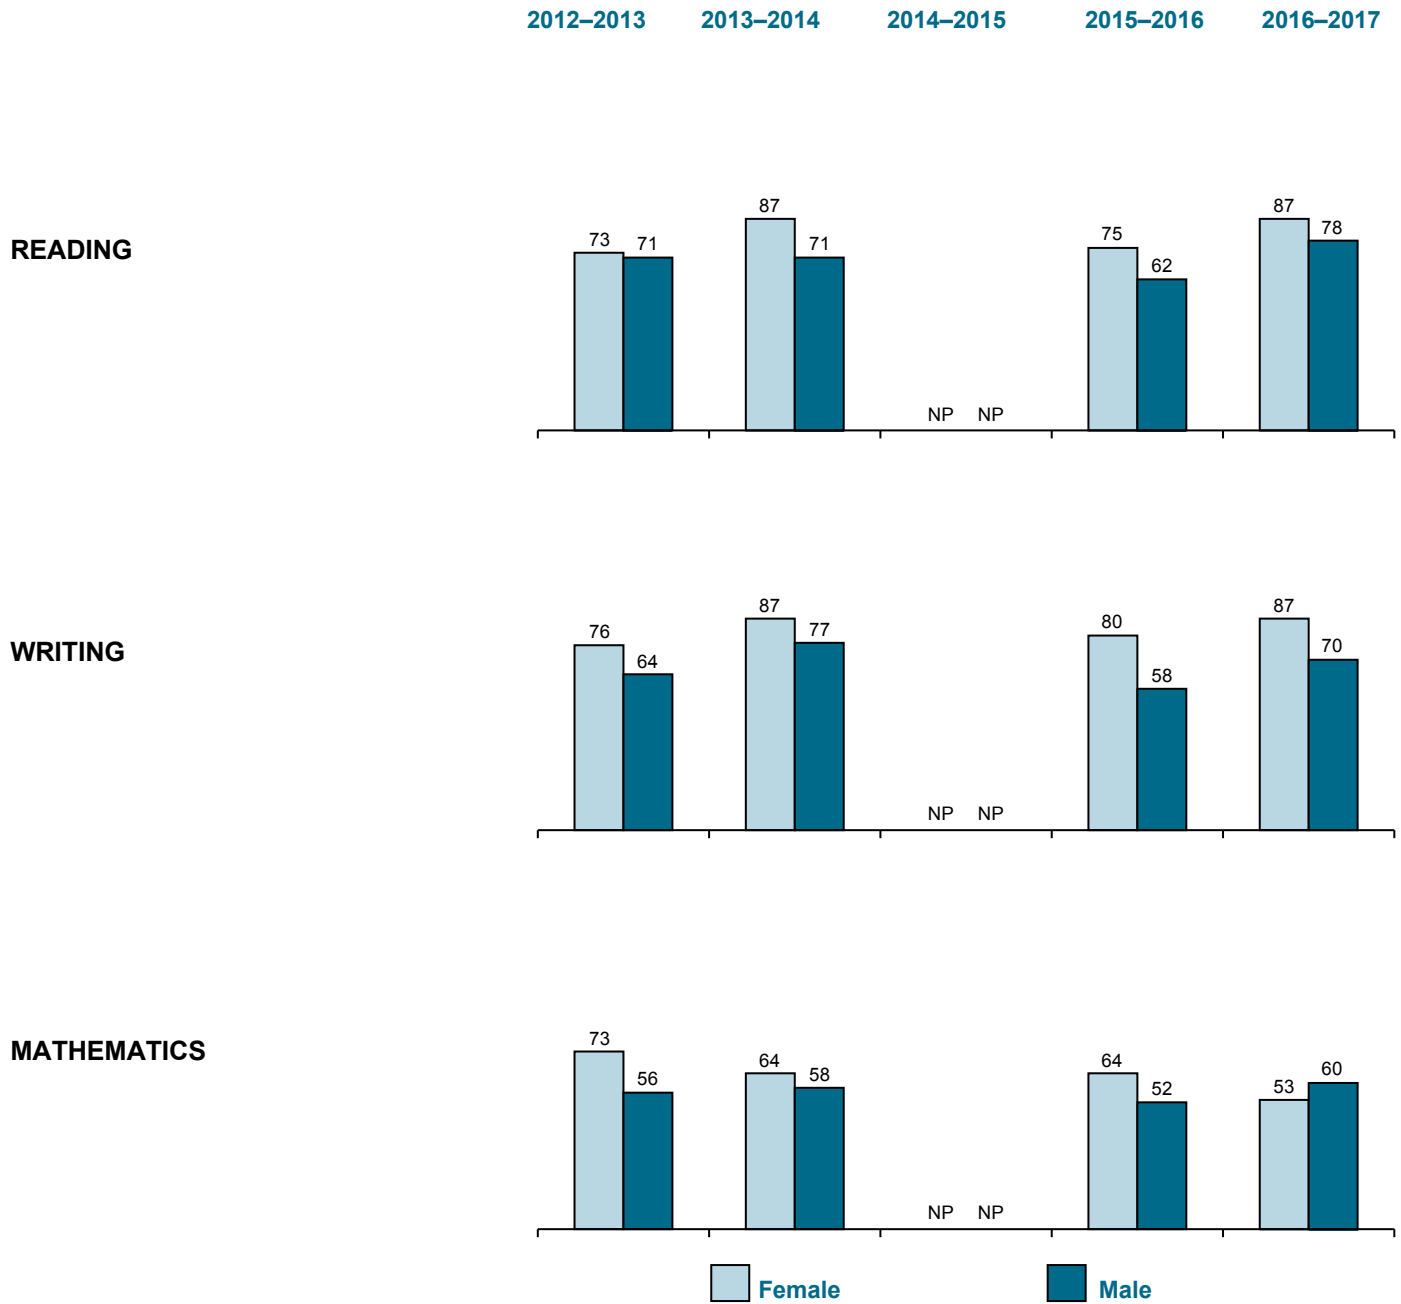 2012–2013 2013–2014 2014–2015 2015–2016 2016–2017
READING
73 71 87 71 NP NP 75 62 87 78
WRITING
76 64 87 77 NP NP 80 58 87 70
MATHEMATICS
73 56 64 58 NP NP 64 52 53 60
Female Male